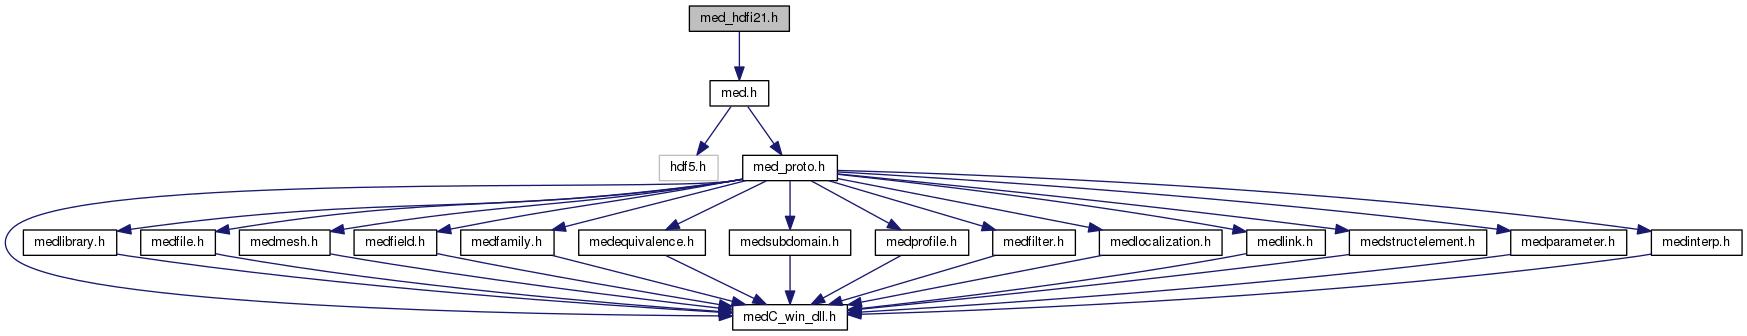 med_hdfi21.h
med.h
hdf5.h
med_proto.h
medlibrary.h
medfile.h
medmesh.h
medfield.h
medfamily.h
medequivalence.h
medsubdomain.h
medprofile.h
medfilter.h
medlocalization.h
medlink.h
medstructelement.h
medparameter.h
medinterp.h
medC_win_dll.h